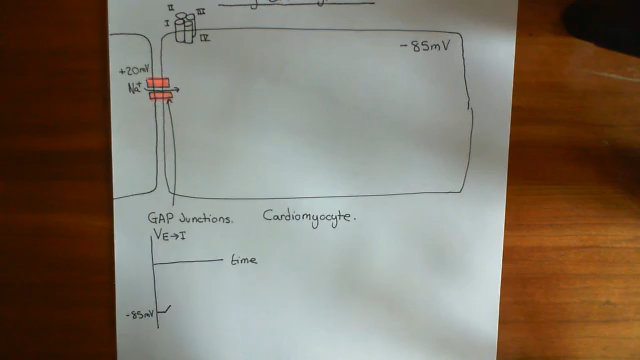 II
III
I
IV
-85mV
+20mV
Na+
GAP Junctions.
Cardiomyocyte.
VE→I
time
-85mV